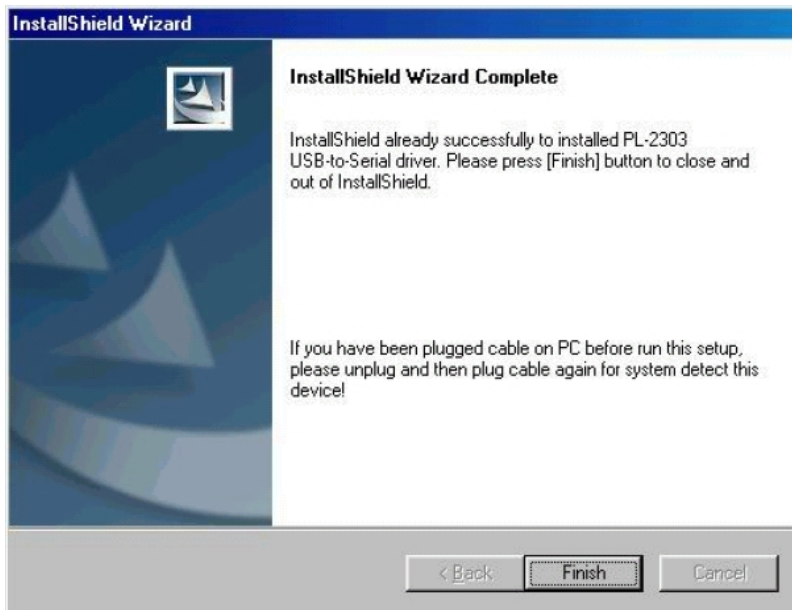 InstallShield Wizard
InstallShield Wizard Complete
InstallShield already successfully to installed PL-2303
USB-to-Serial driver. Please press [Finish] button to close and
out of InstallShield.
If you have been plugged cable on PC before run this setup,
please unplug and then plug cable again for system detect this
device!
< Back Finish Cancel